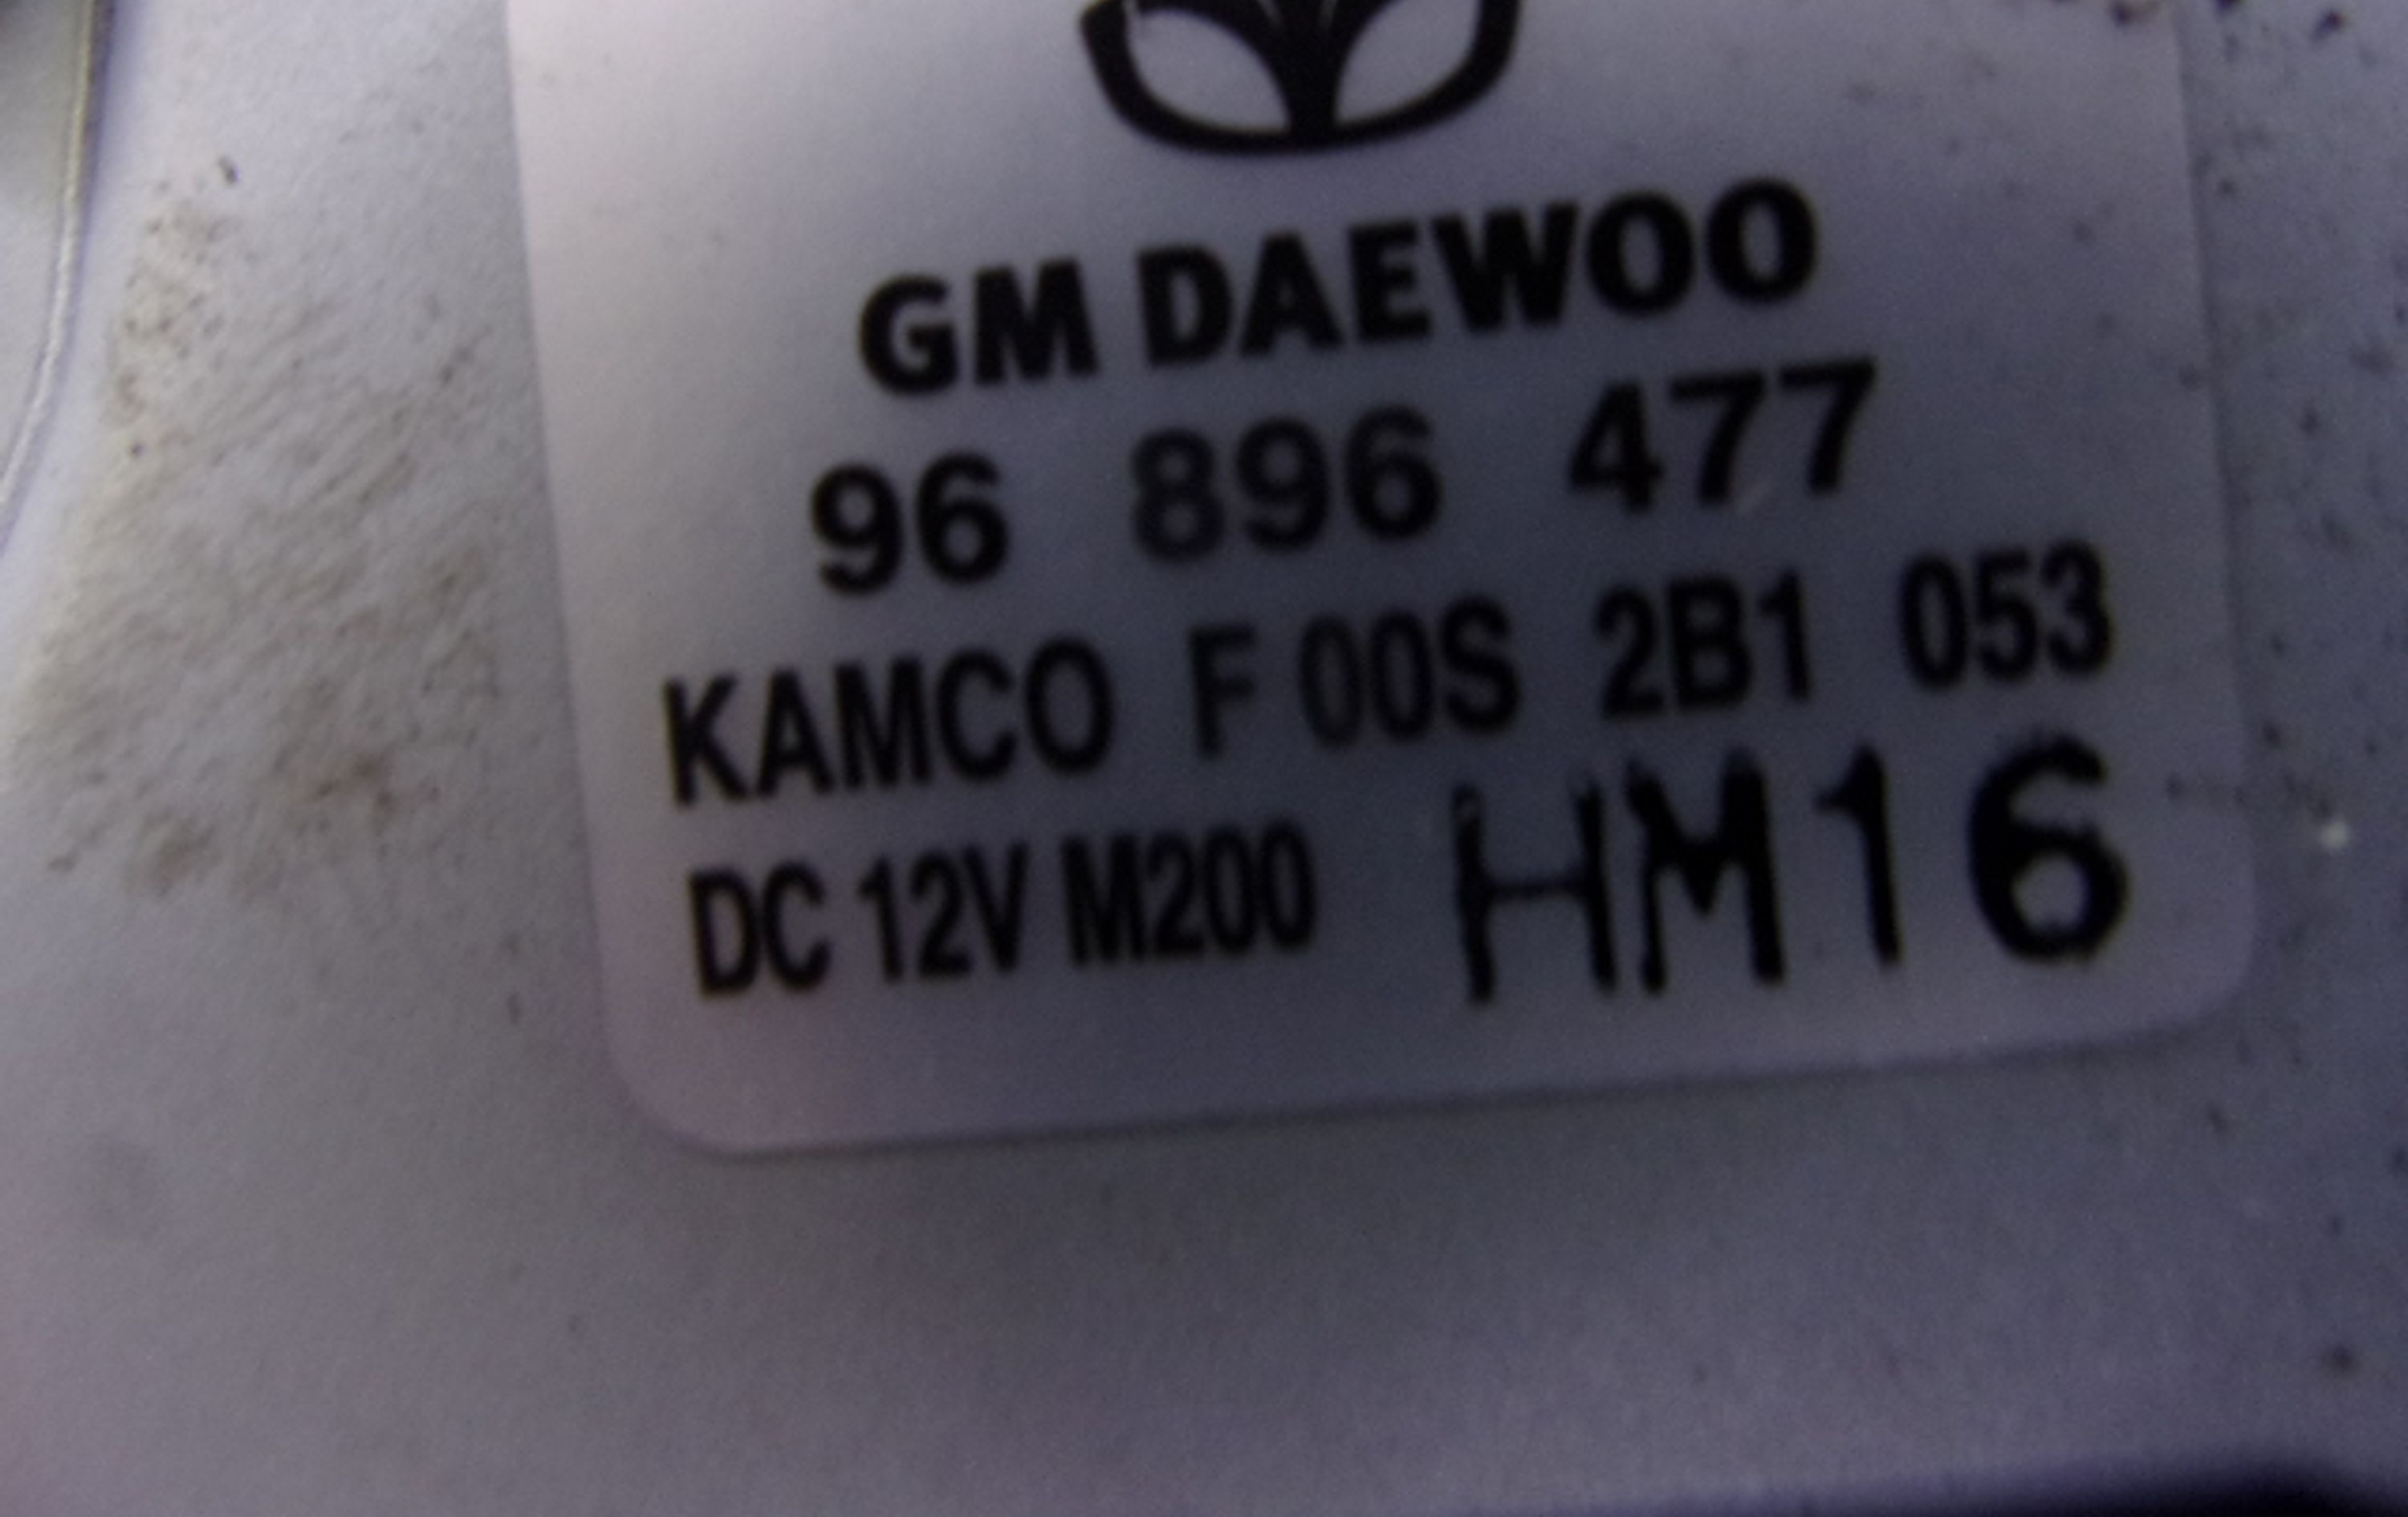 GM DAEWOO
96 896 477
KAMCO F 00S 2B1 053
DC 12V M200 HM16